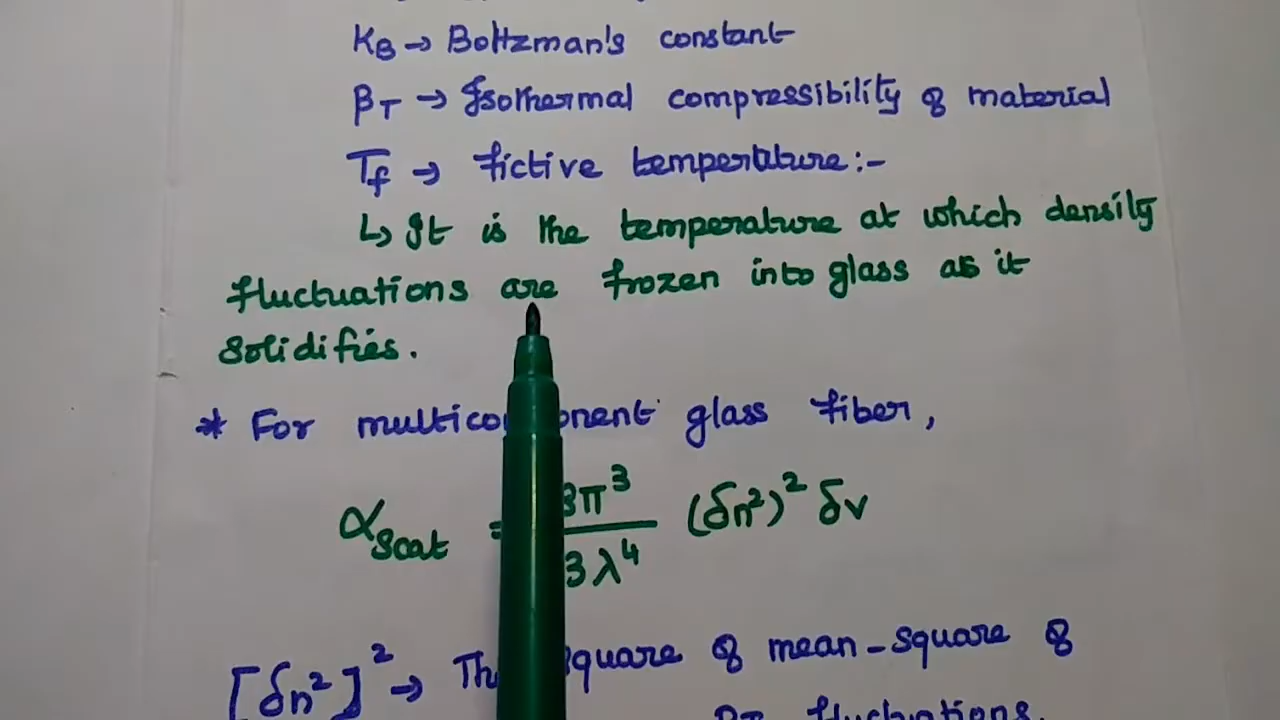 KB → Boltzman's constant
βT → Isothermal compressibility of material
Tf → fictive temperature:-
↳ It is the temperature at which density
fluctuations are frozen into glass as it
solidifies.
* For multico nent glass fiber,
αscat = 8π³/3λ⁴ (δn²)² δv
[δn²]² → Th square of mean-square of
fluctuations.